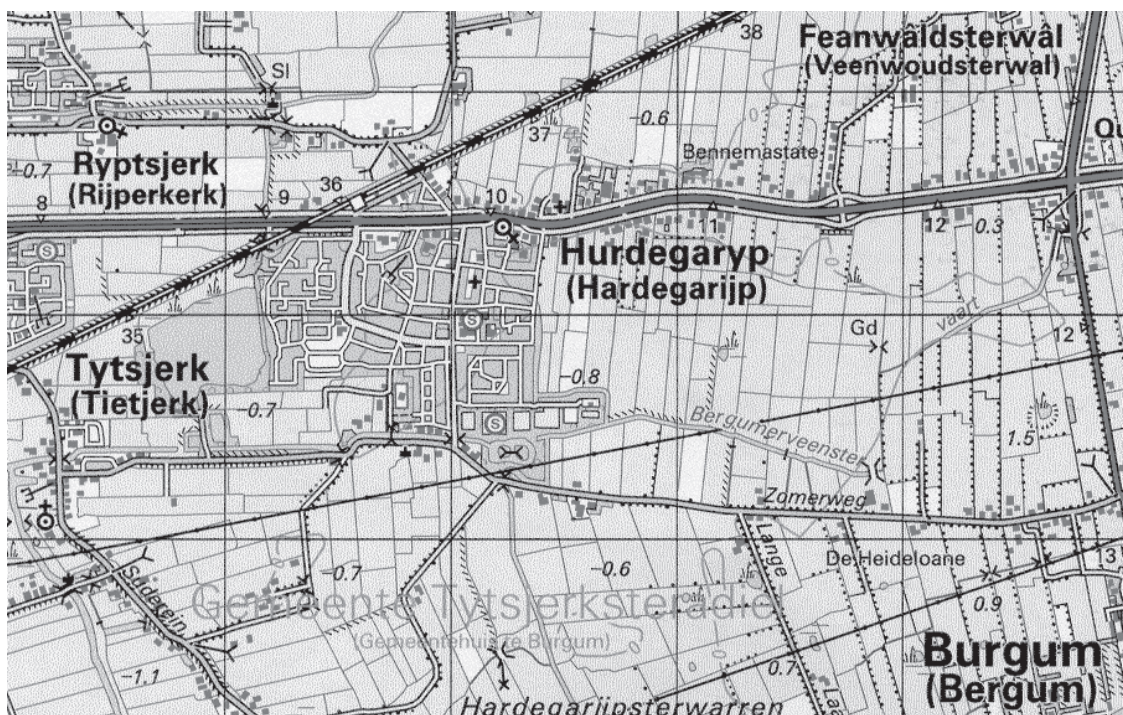 38
Feanwâldsterwâl
(Veenwoudsterwal)
Sl
37
-0.6
Bennemastate
-0.7
Ryptsjerk
(Rijperkerk)
8
9
36
10
11
12
-0.3
S
Hurdegaryp
(Hardegarijp)
vaart
Gd
12
35
S
Tytsjerk
(Tietjerk)
-0.7
-0.8
Bergumerveenster
S
1.5
Zomerweg
De Heideloane
13
-0.7
-0.6
Lange
0.9
Gemeente Tytsjerksteradiel
(Gemeentehuis te Burgum)
-1.1
0.7
Burgum
(Bergum)
Hardegarijpsterwarren